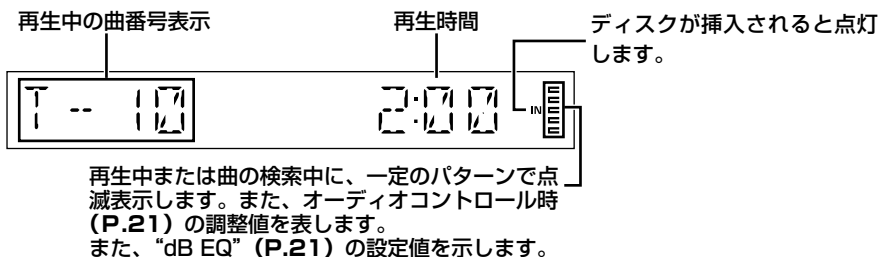 再生中の曲番号表示
再生時間
ディスクが挿入されると点灯
します。
T -- 10
2:00
IN
再生中または曲の検索中に、一定のパターンで点
滅表示します。また、オーディオコントロール時
（P.21）の調整値を表します。
また、“dB EQ”（P.21）の設定値を示します。